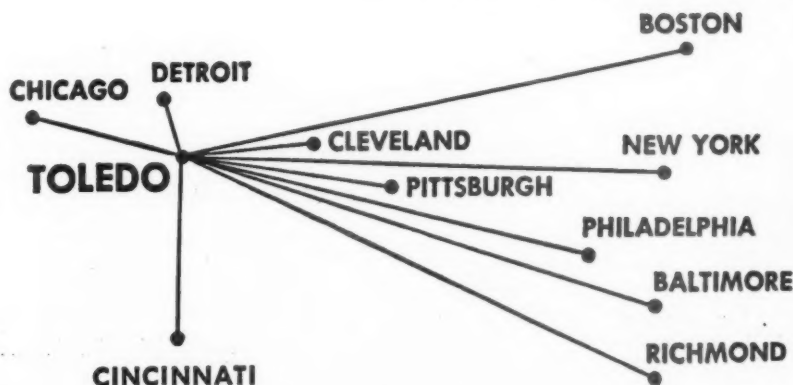 BOSTON
DETROIT
CHICAGO
CLEVELAND
NEW YORK
TOLEDO
PITTSBURGH
PHILADELPHIA
BALTIMORE
RICHMOND
CINCINNATI